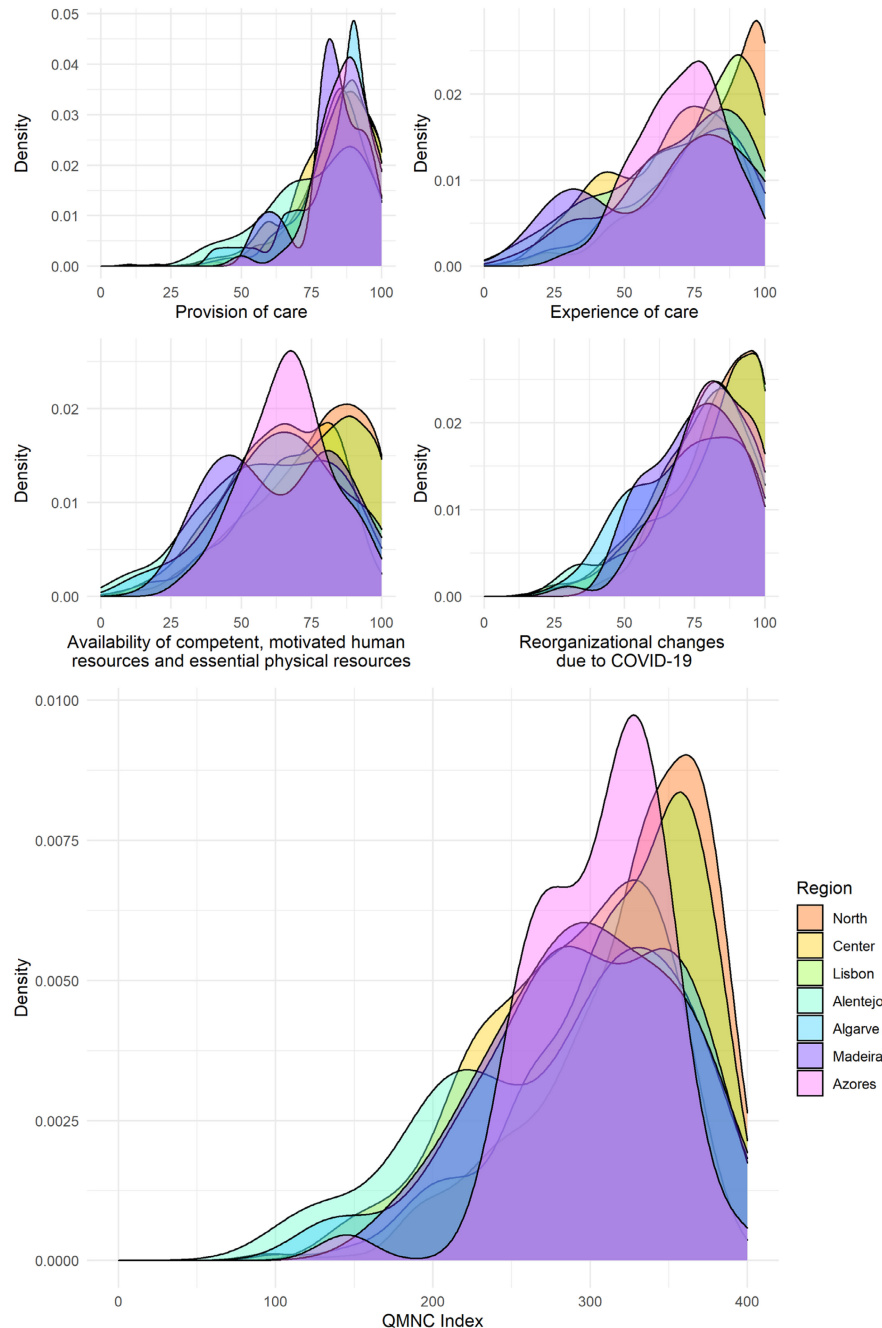 0.05
0.04
0.03
0.02
0.01
0.00
Density
0
25
50
75
100
Provision of care
0.02
0.01
0.00
Density
0
25
50
75
100
Experience of care
0.02
0.01
0.00
Density
0
25
50
75
100
Availability of competent, motivated human
resources and essential physical resources
0.02
0.01
0.00
Density
0
25
50
75
100
Reorganizational changes
due to COVID-19
0.0100
0.0075
0.0050
0.0025
0.0000
Density
0
100
200
300
400
QMNC Index
Region
North
Center
Lisbon
Alentejo
Algarve
Madeira
Azores